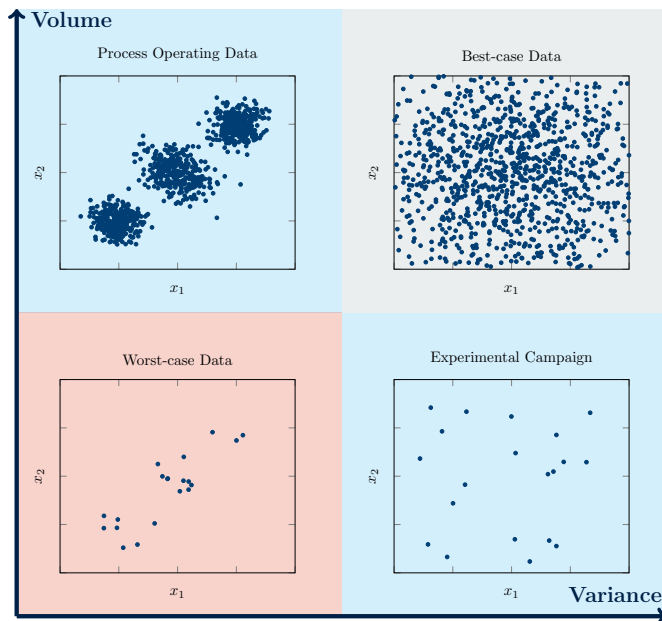 Volume
Process Operating Data
x₂
x₁
Best-case Data
x₂
x₁
Worst-case Data
x₂
x₁
Experimental Campaign
x₂
x₁
Variance